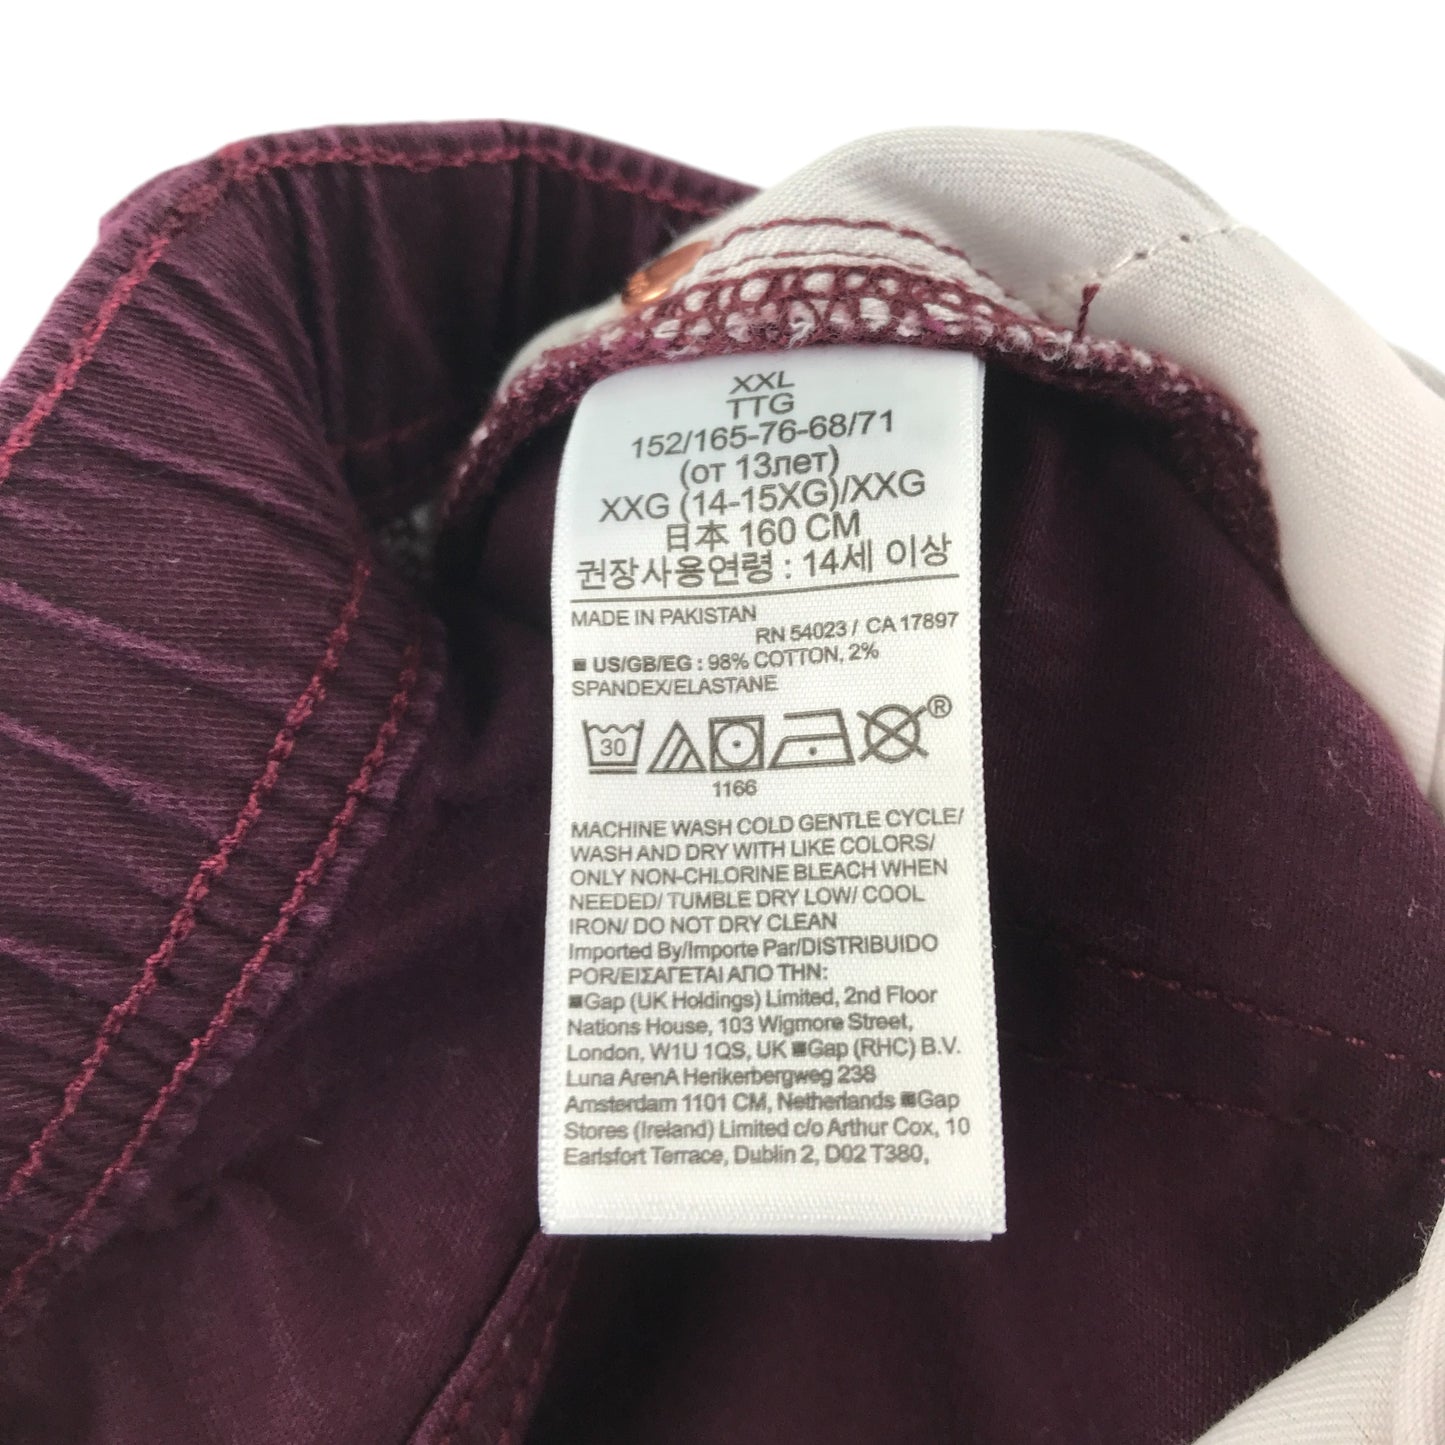 XXL
TTG
152/165-76-68/71
(от 13лет)
XXG (14-15XG)/XXG
日本 160 CM
권장사용연령 : 14세 이상
MADE IN PAKISTAN
RN 54023 / CA 17897
■ US/GB/EG : 98% COTTON, 2%
SPANDEX/ELASTANE
30
®
1166
MACHINE WASH COLD GENTLE CYCLE/
WASH AND DRY WITH LIKE COLORS/
ONLY NON-CHLORINE BLEACH WHEN
NEEDED/ TUMBLE DRY LOW/ COOL
IRON/ DO NOT DRY CLEAN
Imported By/Importe Par/DISTRIBUIDO
POR/ΕΙΣΑΓΕΤΑΙ ΑΠΟ ΤΗΝ:
■Gap (UK Holdings) Limited, 2nd Floor
Nations House, 103 Wigmore Street,
London, W1U 1QS, UK ■Gap (RHC) B.V.
Luna ArenA Herikerbergweg 238
Amsterdam 1101 CM, Netherlands ■Gap
Stores (Ireland) Limited c/o Arthur Cox, 10
Earlsfort Terrace, Dublin 2, D02 T380,